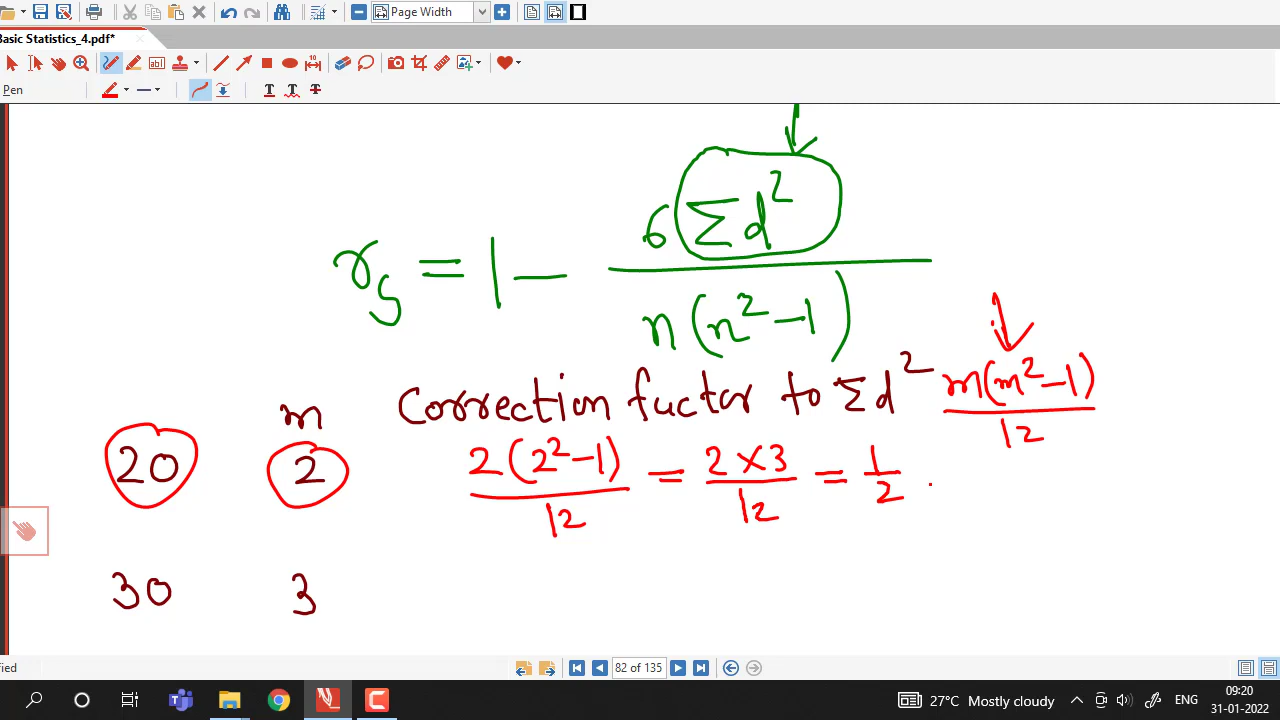 Basic Statistics_4.pdf*
Page Width
Pen
r_s = 1 - 6 Σd² / n(n²-1)
m
Correction factor to Σd² m(m²-1) / 12
20 2 2(2²-1) / 12 = 2×3 / 12 = 1/2 .
30 3
82 of 135
27°C Mostly cloudy ENG 09:20
31-01-2022